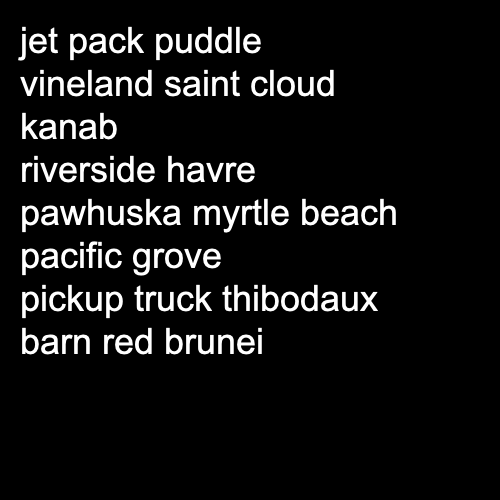 jet pack puddle
vineland saint cloud
kanab
riverside havre
pawhuska myrtle beach
pacific grove
pickup truck thibodaux
barn red brunei